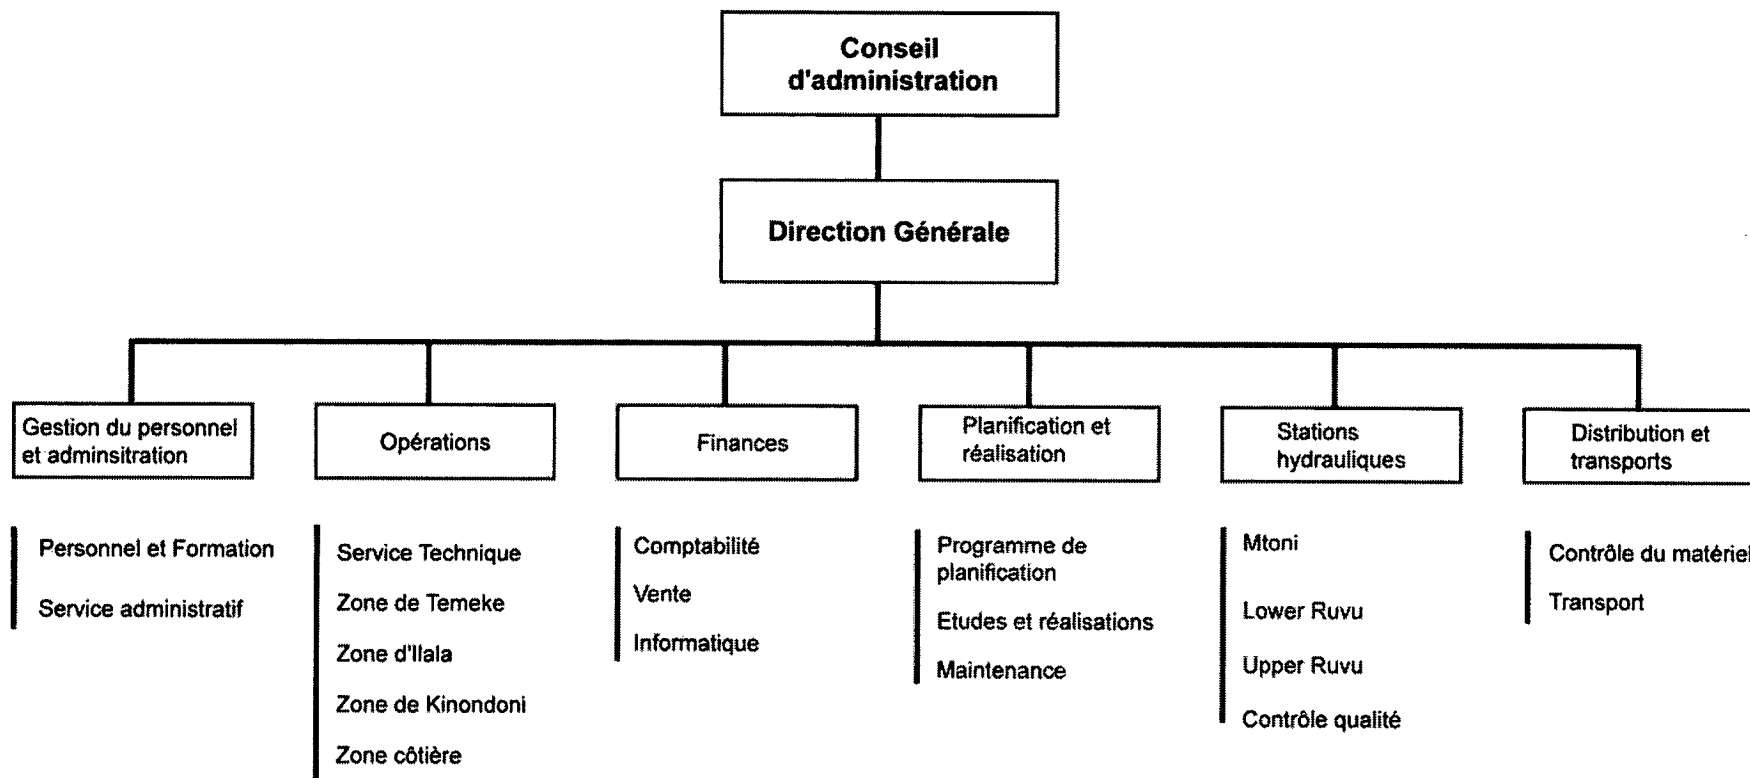 Conseil
d'administration
Direction Générale
Gestion du personnel
et adminsitration
Opérations
Finances
Planification et
réalisation
Stations
hydrauliques
Distribution et
transports
Personnel et Formation
Service administratif
Service Technique
Zone de Temeke
Zone d'Ilala
Zone de Kinondoni
Zone côtière
Comptabilité
Vente
Informatique
Programme de
planification
Etudes et réalisations
Maintenance
Mtoni
Lower Ruvu
Upper Ruvu
Contrôle qualité
Contrôle du matériel
Transport